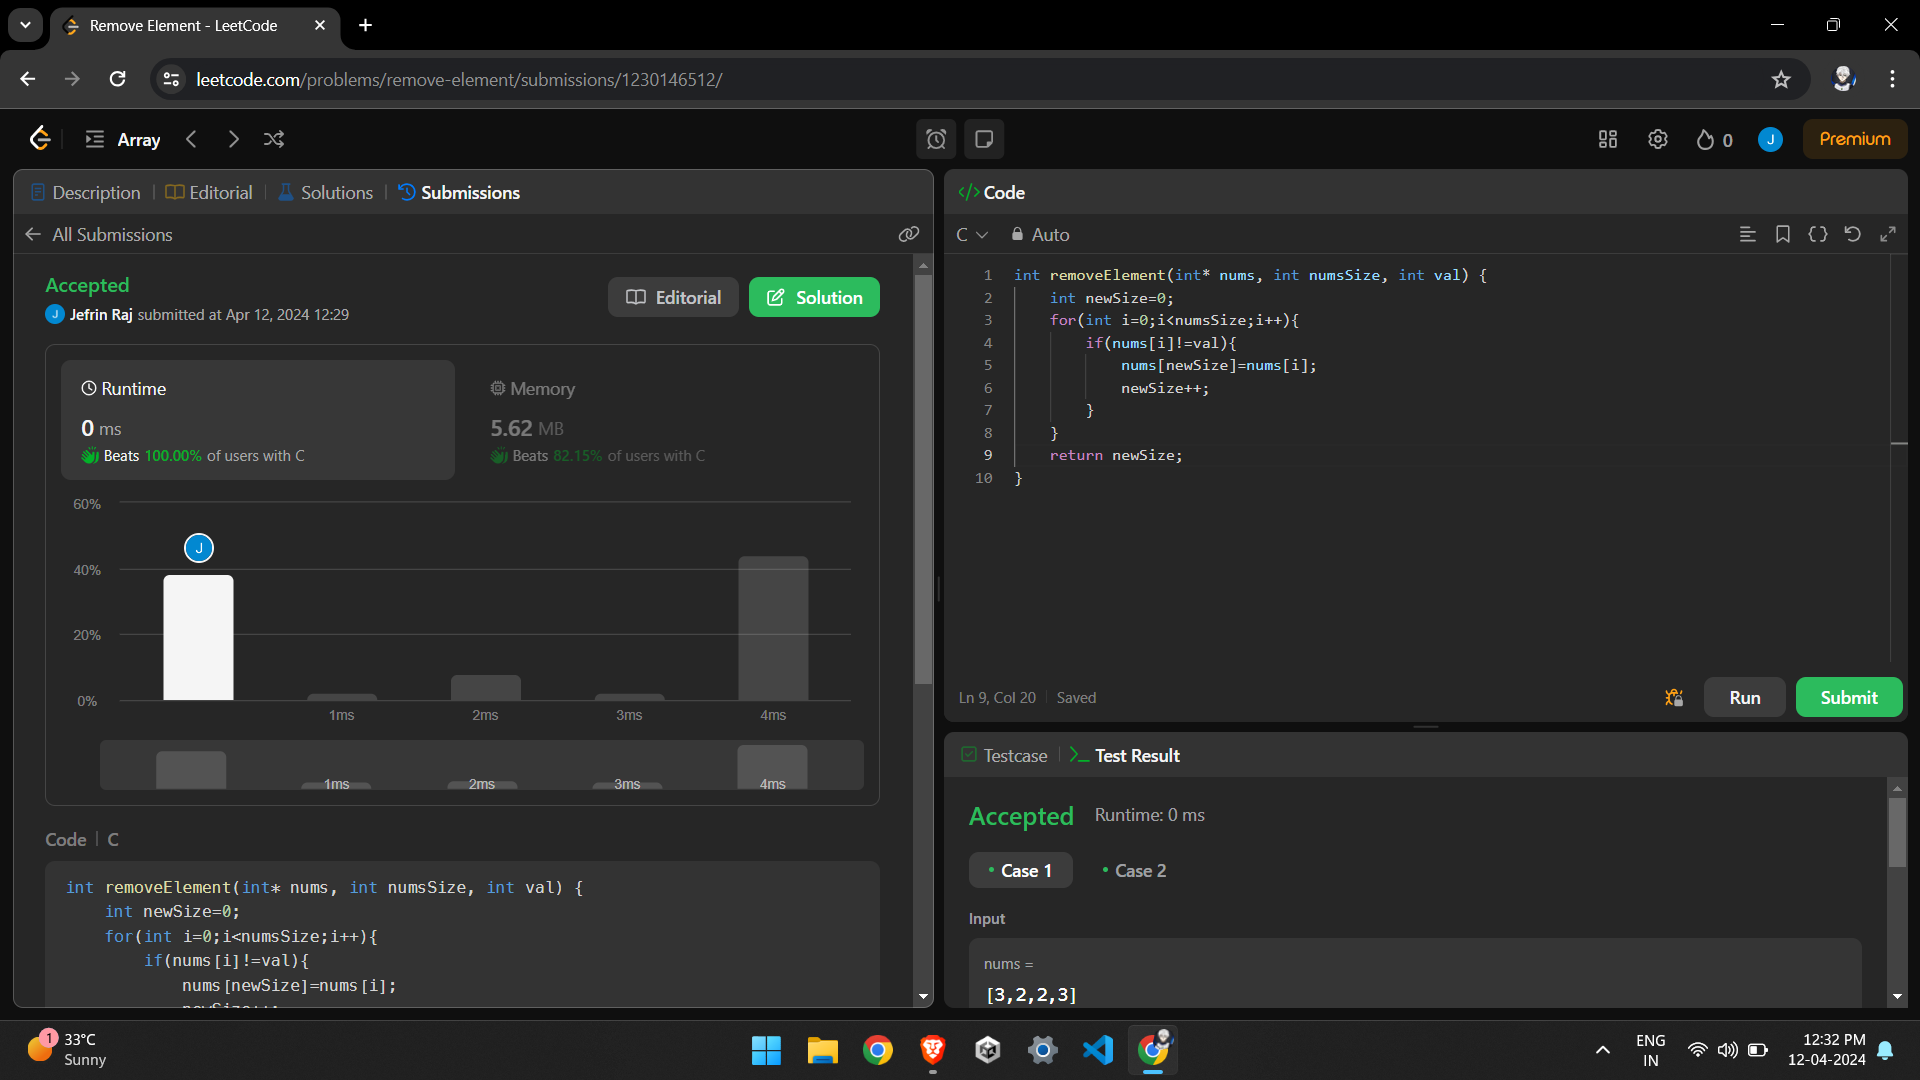 Remove Element - LeetCode
leetcode.com/problems/remove-element/submissions/1230146512/
Array
0
J
Premium
Description
Editorial
Solutions
Submissions
All Submissions
Accepted
J Jefrin Raj submitted at Apr 12, 2024 12:29
Editorial
Solution
Runtime
0 ms
Beats 100.00% of users with C
Memory
5.62 MB
Beats 82.15% of users with C
60%
40%
20%
0%
J
1ms
2ms
3ms
4ms
1ms
2ms
3ms
4ms
Code
C
int removeElement(int* nums, int numsSize, int val) {
    int newSize=0;
    for(int i=0;i<numsSize;i++){
        if(nums[i]!=val){
            nums[newSize]=nums[i];
</> Code
C
Auto
1 int removeElement(int* nums, int numsSize, int val) {
2     int newSize=0;
3     for(int i=0;i<numsSize;i++){
4         if(nums[i]!=val){
5             nums[newSize]=nums[i];
6             newSize++;
7         }
8     }
9     return newSize;
10 }
Ln 9, Col 20
Saved
Run
Submit
Testcase
Test Result
Accepted
Runtime: 0 ms
Case 1
Case 2
Input
nums =
[3,2,2,3]
1
33°C
Sunny
ENG
IN
12:32 PM
12-04-2024